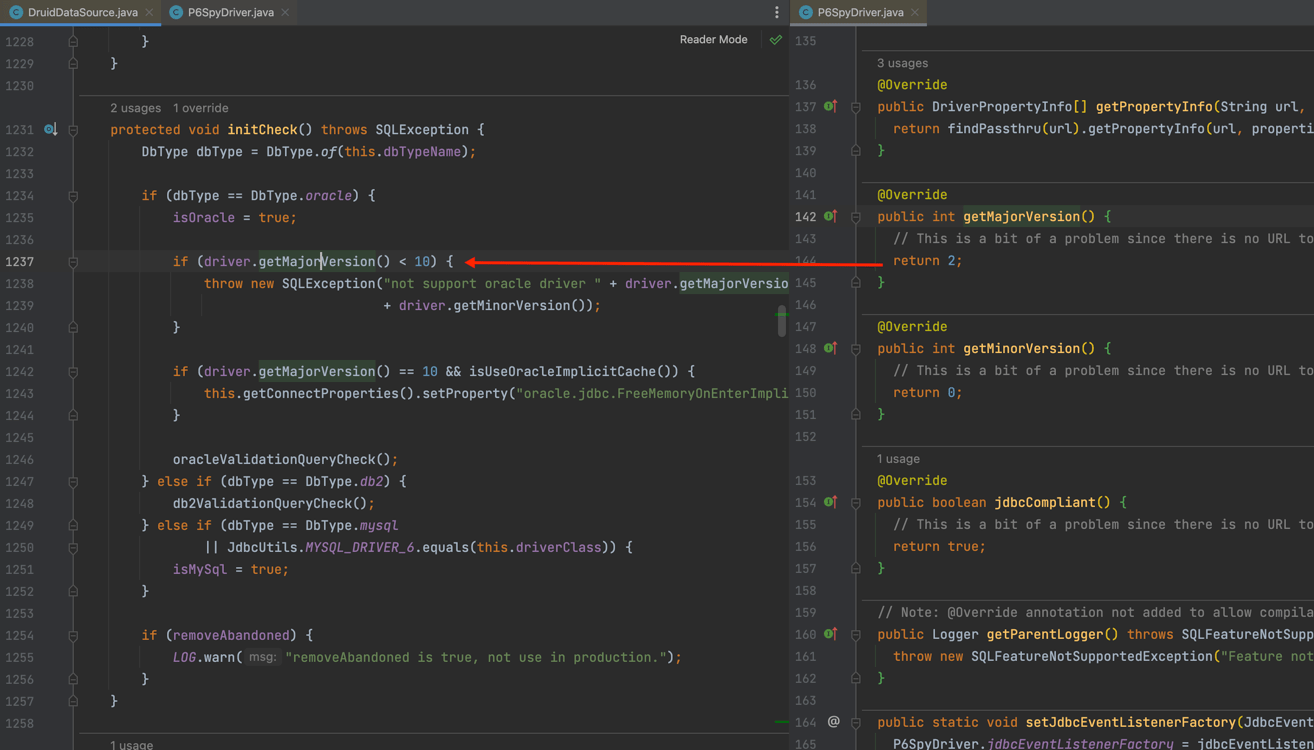 DruidDataSource.java
P6SpyDriver.java
Reader Mode
1228 }
1229 }
1230
2 usages 1 override
1231 protected void initCheck() throws SQLException {
1232 DbType dbType = DbType.of(this.dbTypeName);
1233
1234 if (dbType == DbType.oracle) {
1235 isOracle = true;
1236
1237 if (driver.getMajorVersion() < 10) {
1238 throw new SQLException("not support oracle driver " + driver.getMajorVersio
1239 + driver.getMinorVersion());
1240 }
1241
1242 if (driver.getMajorVersion() == 10 && isUseOracleImplicitCache()) {
1243 this.getConnectProperties().setProperty("oracle.jdbc.FreeMemoryOnEnterImpli
1244 }
1245
1246 oracleValidationQueryCheck();
1247 } else if (dbType == DbType.db2) {
1248 db2ValidationQueryCheck();
1249 } else if (dbType == DbType.mysql
1250 || JdbcUtils.MYSQL_DRIVER_6.equals(this.driverClass)) {
1251 isMySql = true;
1252 }
1253
1254 if (removeAbandoned) {
1255 LOG.warn( msg: "removeAbandoned is true, not use in production.");
1256 }
1257 }
1258
1 usage
P6SpyDriver.java
135
3 usages
136 @Override
137 public DriverPropertyInfo[] getPropertyInfo(String url,
138 return findPassthru(url).getPropertyInfo(url, properti
139 }
140
141 @Override
142 public int getMajorVersion() {
143 // This is a bit of a problem since there is no URL to
144 return 2;
145 }
146
147 @Override
148 public int getMinorVersion() {
149 // This is a bit of a problem since there is no URL to
150 return 0;
151 }
152
1 usage
153 @Override
154 public boolean jdbcCompliant() {
155 // This is a bit of a problem since there is no URL to
156 return true;
157 }
158
159 // Note: @Override annotation not added to allow compila
160 public Logger getParentLogger() throws SQLFeatureNotSupp
161 throw new SQLFeatureNotSupportedException("Feature not
162 }
163
164 @ public static void setJdbcEventListenerFactory(JdbcEvent
165 P6SpyDriver.jdbcEventListenerFactory = jdbcEventListen